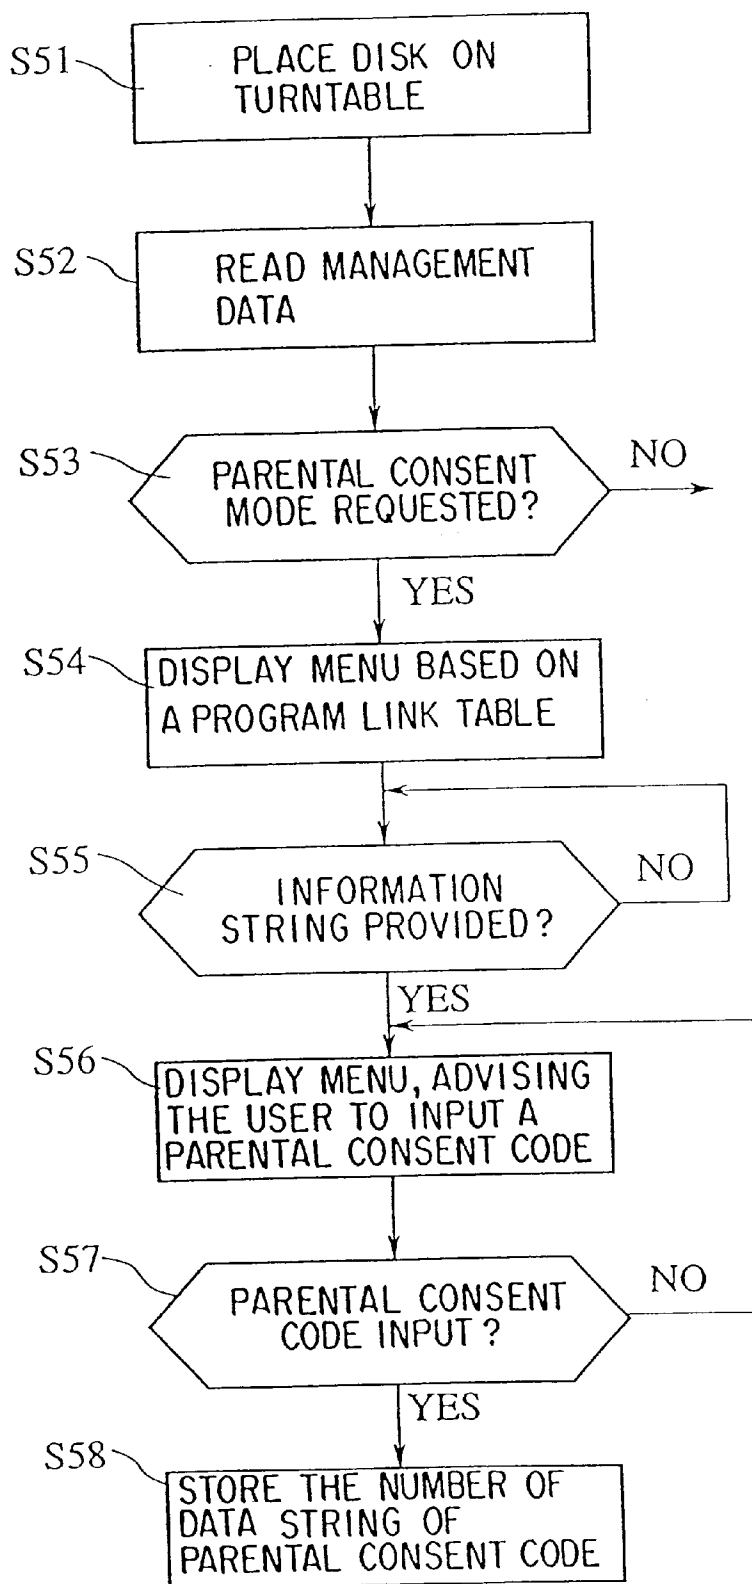 S51
PLACE DISK ON
TURNTABLE
S52
READ MANAGEMENT
DATA
S53
PARENTAL CONSENT
MODE REQUESTED?
NO
YES
S54
DISPLAY MENU BASED ON
A PROGRAM LINK TABLE
S55
INFORMATION
STRING PROVIDED?
NO
YES
S56
DISPLAY MENU, ADVISING
THE USER TO INPUT A
PARENTAL CONSENT CODE
S57
PARENTAL CONSENT
CODE INPUT?
NO
YES
S58
STORE THE NUMBER OF
DATA STRING OF
PARENTAL CONSENT CODE